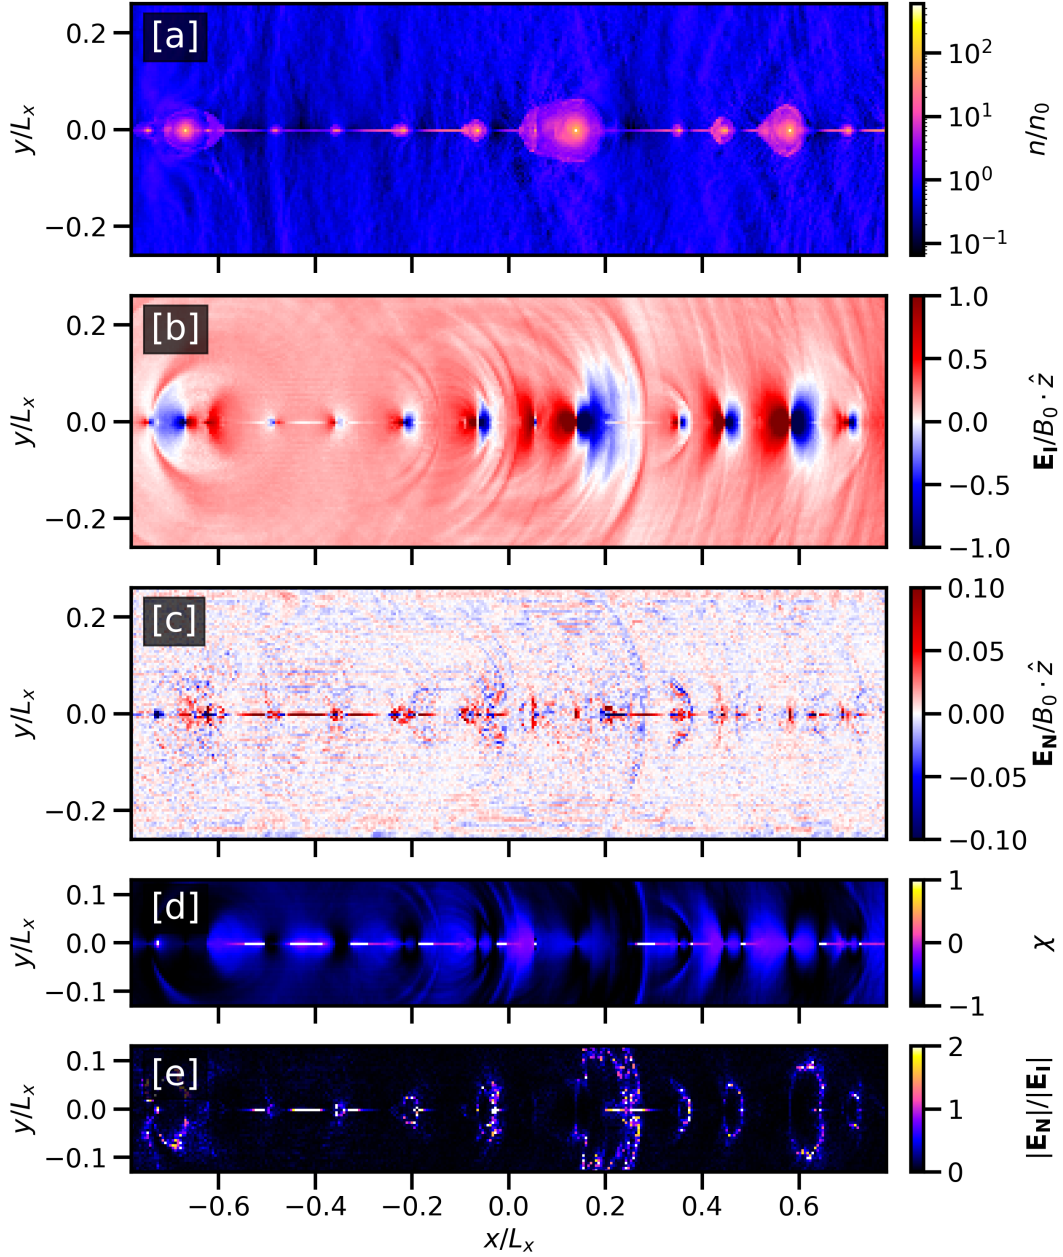 [a]
0.2
0.0
−0.2
y/Lₓ
10²
10¹
10⁰
10⁻¹
n/n₀
[b]
0.2
0.0
−0.2
y/Lₓ
1.0
0.5
0.0
−0.5
−1.0
E_I/B₀ · ẑ
[c]
0.2
0.0
−0.2
y/Lₓ
0.10
0.05
0.00
−0.05
−0.10
E_N/B₀ · ẑ
[d]
0.1
0.0
−0.1
y/Lₓ
1
0
−1
χ
[e]
0.1
0.0
−0.1
y/Lₓ
2
1
0
|E_N|/|E_I|
−0.6 −0.4 −0.2 0.0 0.2 0.4 0.6
x/Lₓ